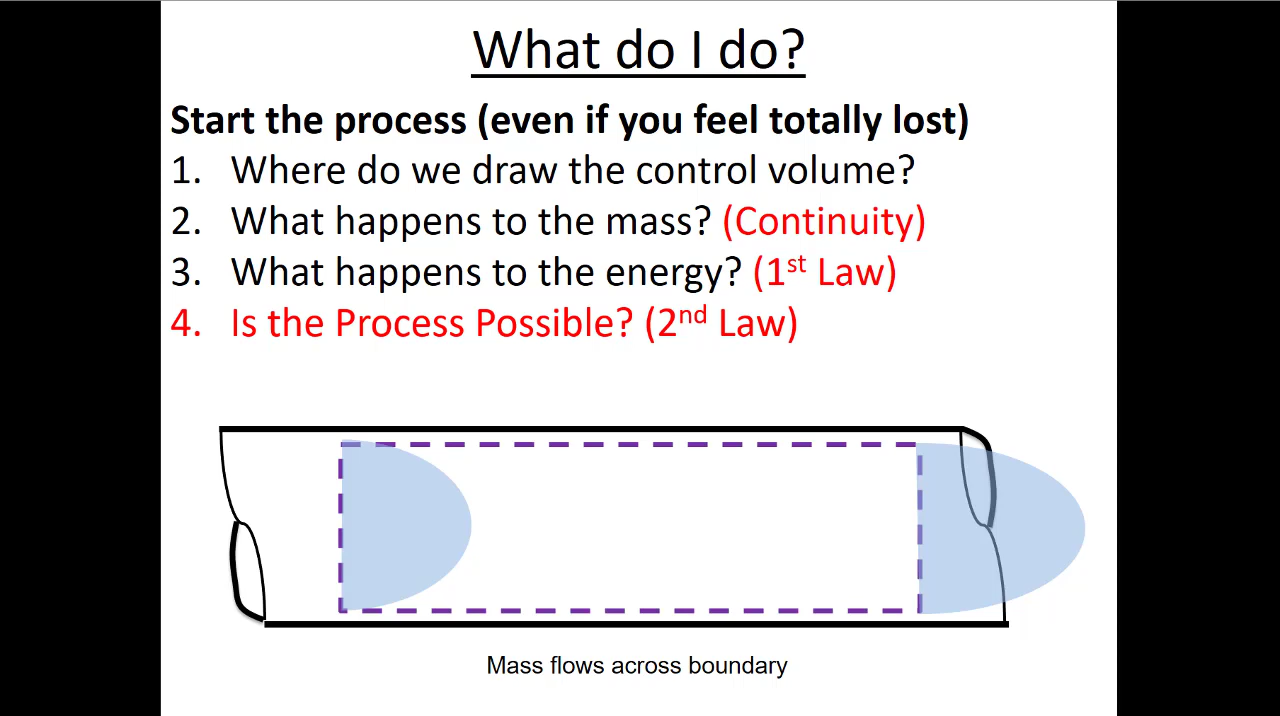 What do I do?
Start the process (even if you feel totally lost)
1. Where do we draw the control volume?
2. What happens to the mass? (Continuity)
3. What happens to the energy? (1st Law)
4. Is the Process Possible? (2nd Law)
Mass flows across boundary